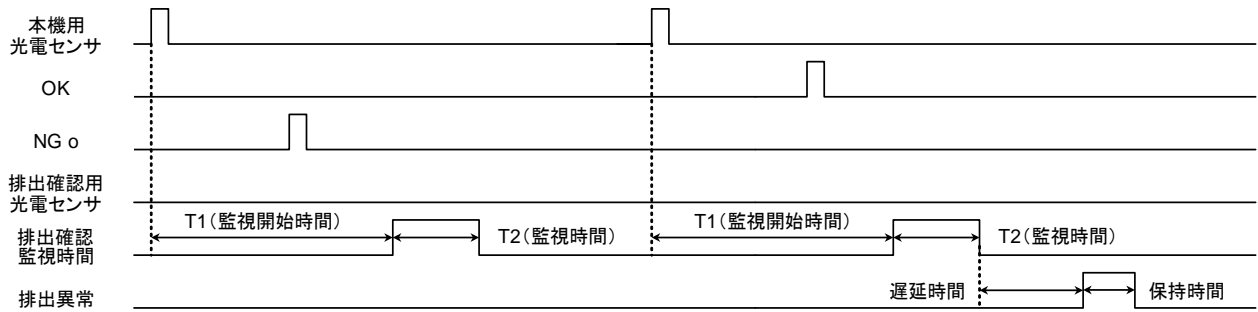 本機用
光電センサ
OK
NG o
排出確認用
光電センサ
T1（監視開始時間）
T2（監視時間）
T1（監視開始時間）
T2（監視時間）
排出確認
監視時間
遅延時間
保持時間
排出異常